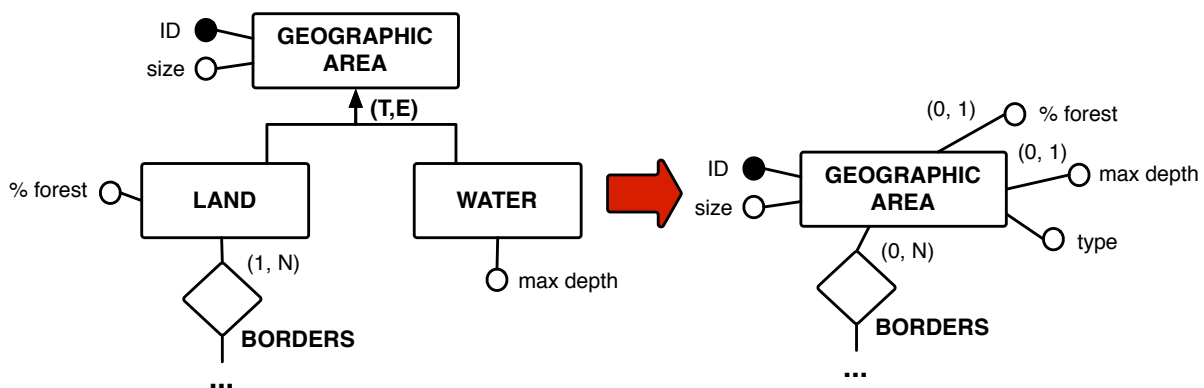 ID
size
GEOGRAPHIC
AREA
(T,E)
% forest
LAND
WATER
(1, N)
max depth
BORDERS
...
(0, 1)
% forest
(0, 1)
ID
size
GEOGRAPHIC
AREA
max depth
type
(0, N)
BORDERS
...